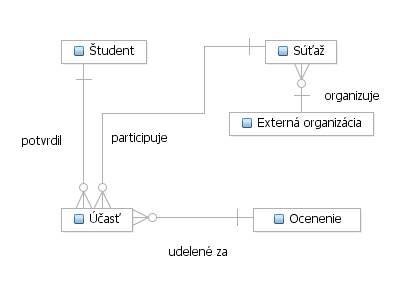 Študent
Súťaž
organizuje
Externá organizácia
potvrdil
participuje
Účasť
Ocenenie
udelené za